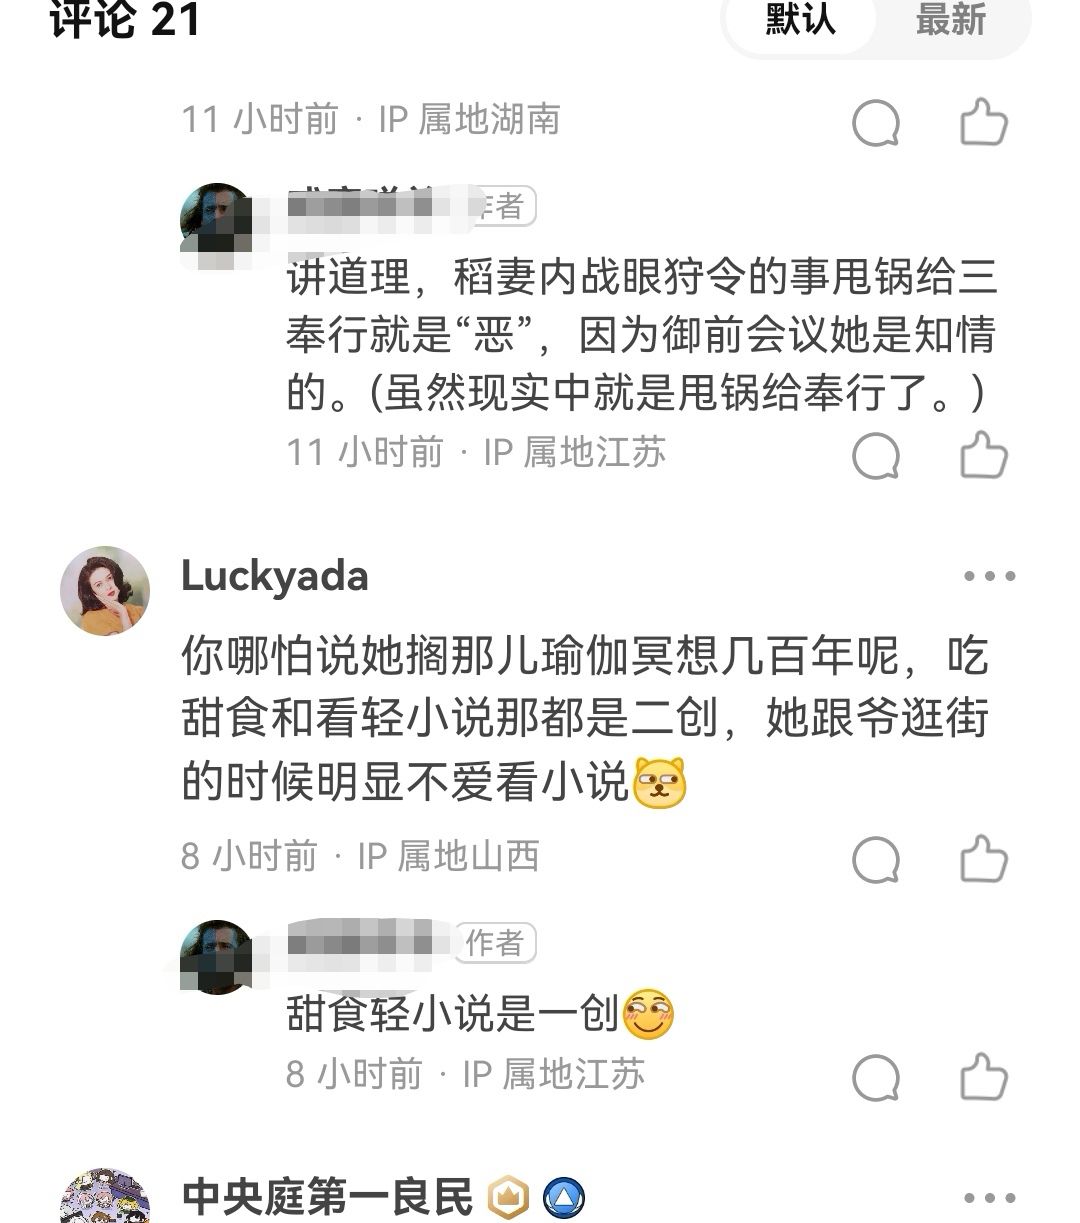 评论 21
默认
最新
11 小时前 · IP 属地湖南
作者
讲道理，稻妻内战眼狩令的事甩锅给三
奉行就是“恶”，因为御前会议她是知情
的。(虽然现实中就是甩锅给奉行了。)
11 小时前 · IP 属地江苏
Luckyada
你哪怕说她搁那儿瑜伽冥想几百年呢，吃
甜食和看轻小说那都是二创，她跟爷逛街
的时候明显不爱看小说
8 小时前 · IP 属地山西
作者
甜食轻小说是一创
8 小时前 · IP 属地江苏
中央庭第一良民